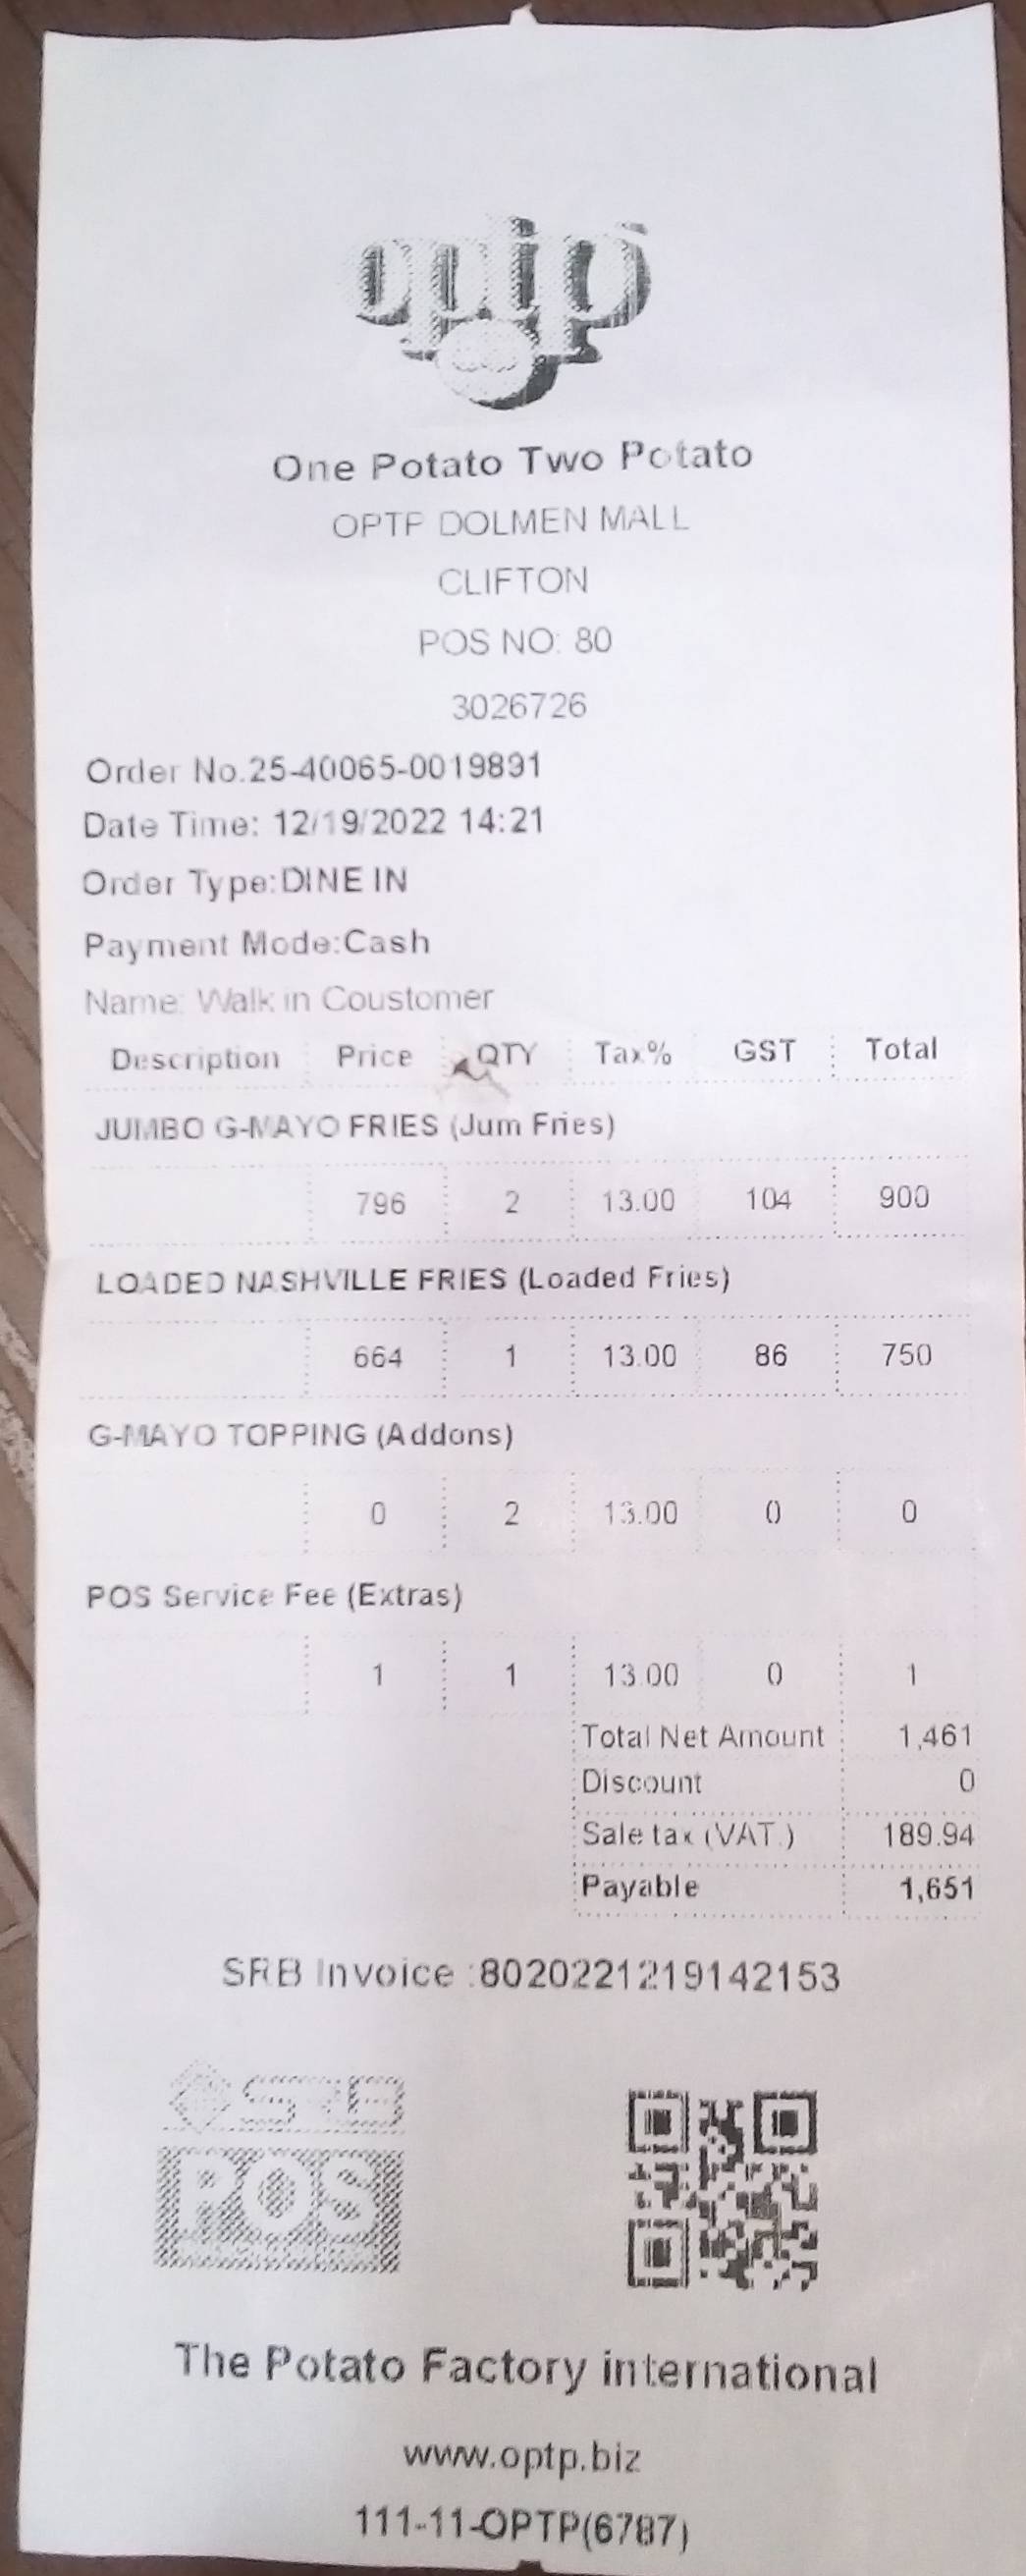 optp
One Potato Two Potato
OPTP DOLMEN MALL
CLIFTON
POS NO: 80
3026726
Order No.25-40065-0019891
Date Time: 12/19/2022 14:21
Order Type:DINE IN
Payment Mode:Cash
Name: Walk in Coustomer
Description Price QTY Tax% GST Total
JUMBO G-MAYO FRIES (Jum Fries)
796 2 13.00 104 900
LOADED NASHVILLE FRIES (Loaded Fries)
664 1 13.00 86 750
G-MAYO TOPPING (Addons)
0 2 13.00 0 0
POS Service Fee (Extras)
1 1 13.00 0 1
Total Net Amount 1,461
Discount 0
Sale tax (VAT.) 189.94
Payable 1,651
SRB Invoice :8020221219142153
SRB
POS
The Potato Factory international
www.optp.biz
111-11-OPTP(6787)